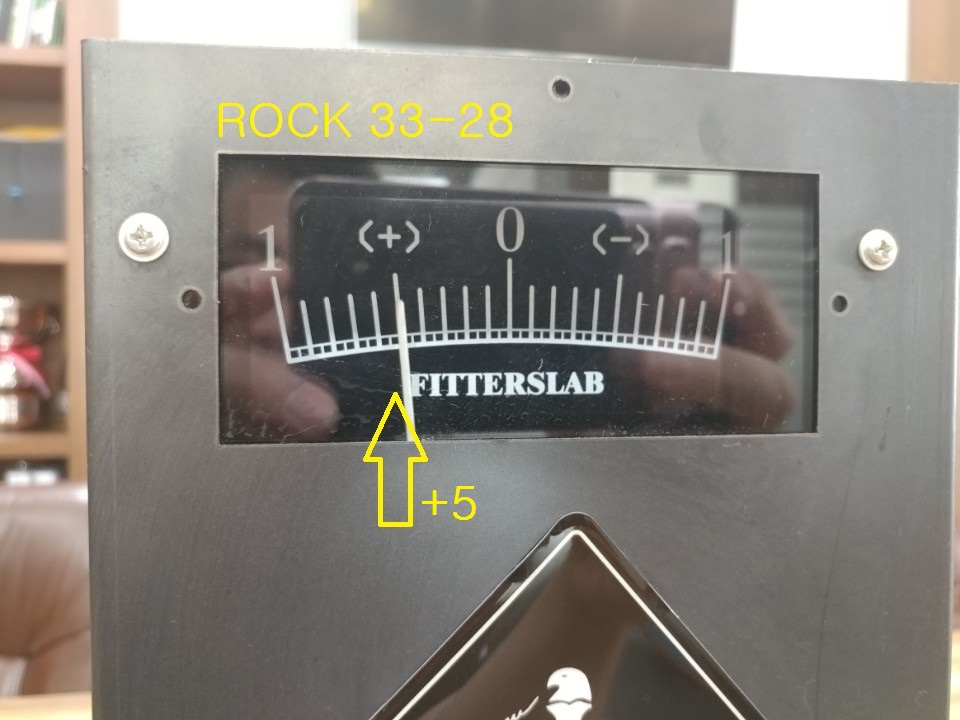 ROCK 33-28
1 (+) 0 (-) 1
FITTERSLAB
+5